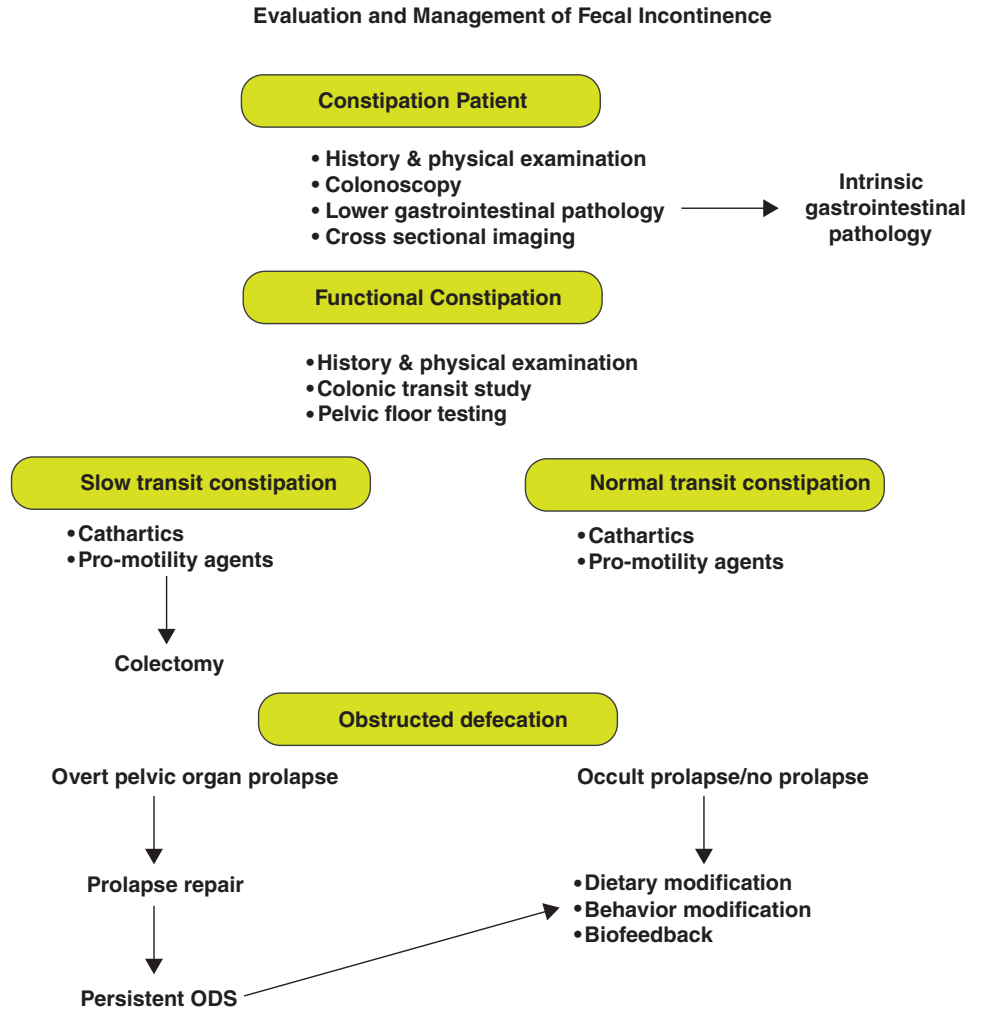 Evaluation and Management of Fecal Incontinence
Constipation Patient
• History & physical examination
• Colonoscopy
• Lower gastrointestinal pathology
• Cross sectional imaging
Intrinsic
gastrointestinal
pathology
Functional Constipation
• History & physical examination
• Colonic transit study
• Pelvic floor testing
Slow transit constipation
• Cathartics
• Pro-motility agents
Colectomy
Normal transit constipation
• Cathartics
• Pro-motility agents
Obstructed defecation
Overt pelvic organ prolapse
Prolapse repair
Persistent ODS
Occult prolapse/no prolapse
• Dietary modification
• Behavior modification
• Biofeedback